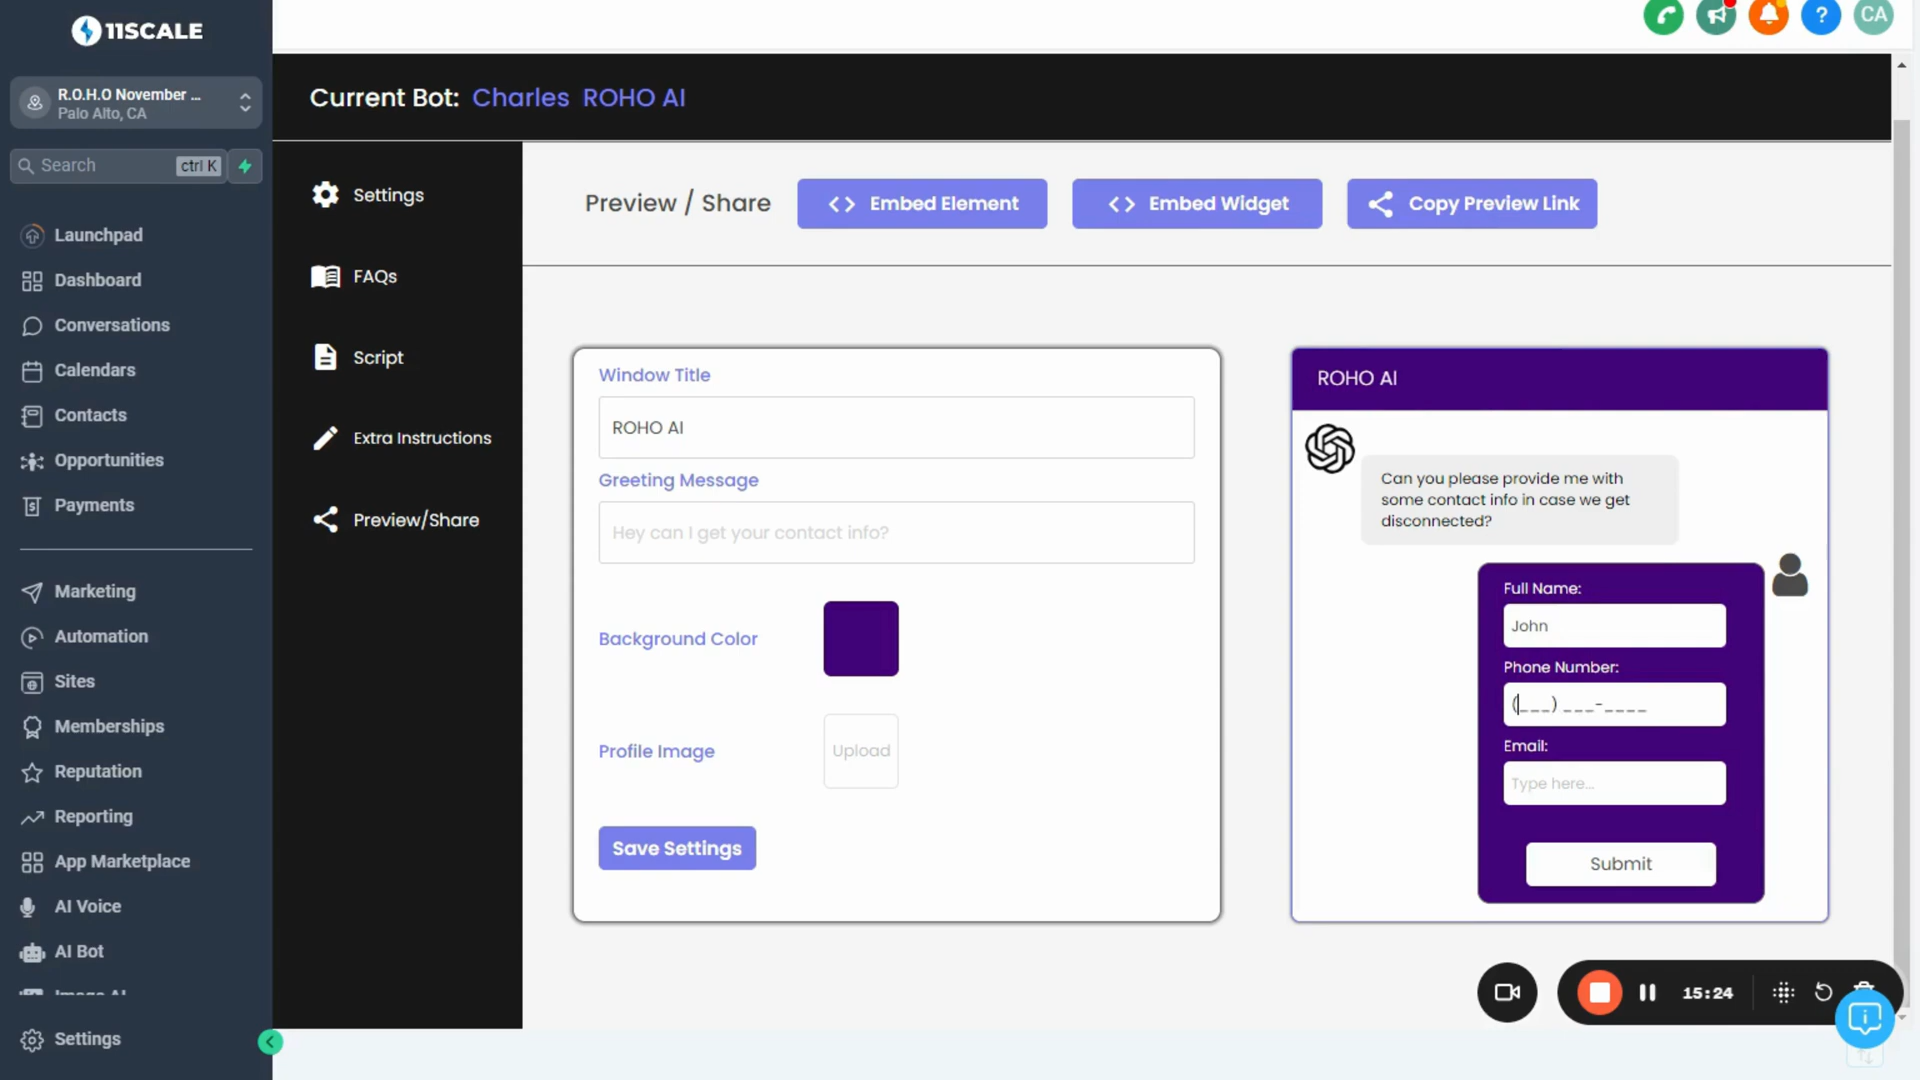 11SCALE
R.O.H.O November ...
Palo Alto, CA
Search
ctrl K
Launchpad
Dashboard
Conversations
Calendars
Contacts
Opportunities
Payments
Marketing
Automation
Sites
Memberships
Reputation
Reporting
App Marketplace
AI Voice
AI Bot
Image AI
Settings
?
CA
Current Bot: Charles ROHO AI
Settings
FAQs
Script
Extra Instructions
Preview/Share
Preview / Share
<> Embed Element
<> Embed Widget
Copy Preview Link
Window Title
ROHO AI
Greeting Message
Hey can I get your contact info?
Background Color
Profile Image
Upload
Save Settings
ROHO AI
Can you please provide me with
some contact info in case we get
disconnected?
Full Name:
John
Phone Number:
(___) ___-____
Email:
Type here...
Submit
15:24